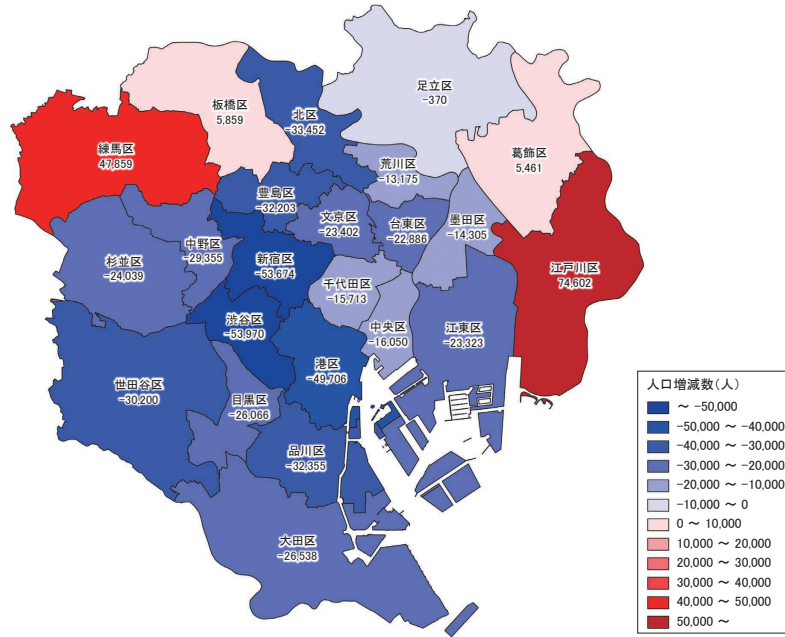 足立区
-370
板橋区
5,859
北区
-33,452
練馬区
47,859
荒川区
-13,175
葛飾区
5,461
豊島区
-32,203
文京区
-23,402
台東区
-22,886
墨田区
-14,305
中野区
-29,355
杉並区
-24,039
新宿区
-53,674
江戸川区
74,602
千代田区
-15,713
渋谷区
-53,970
中央区
-16,050
江東区
-23,323
港区
-49,706
世田谷区
-30,200
目黒区
-26,066
品川区
-32,355
大田区
-26,538
人口増減数(人)
～ -50,000
-50,000 ～ -40,000
-40,000 ～ -30,000
-30,000 ～ -20,000
-20,000 ～ -10,000
-10,000 ～ 0
0 ～ 10,000
10,000 ～ 20,000
20,000 ～ 30,000
30,000 ～ 40,000
40,000 ～ 50,000
50,000 ～